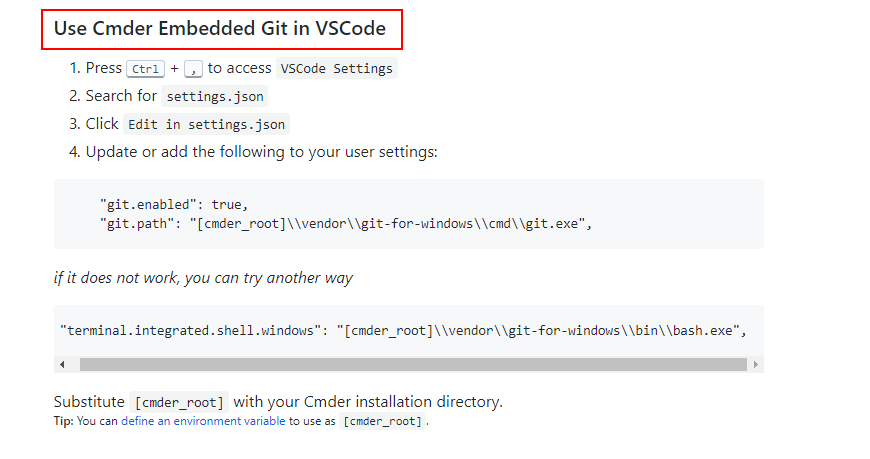 Use Cmder Embedded Git in VSCode
1. Press Ctrl + , to access VSCode Settings
2. Search for settings.json
3. Click Edit in settings.json
4. Update or add the following to your user settings:
"git.enabled": true,
"git.path": "[cmder_root]\\vendor\\git-for-windows\\cmd\\git.exe",
if it does not work, you can try another way
"terminal.integrated.shell.windows": "[cmder_root]\\vendor\\git-for-windows\\bin\\bash.exe",
Substitute [cmder_root] with your Cmder installation directory.
Tip: You can define an environment variable to use as [cmder_root].